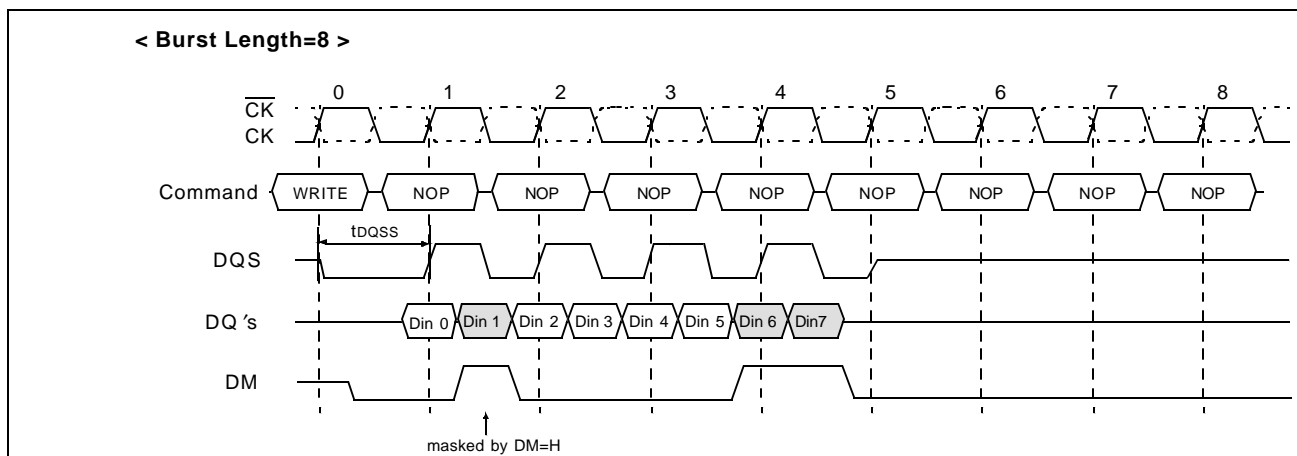 < Burst Length=8 >
0 1 2 3 4 5 6 7 8
CK
CK
Command WRITE NOP NOP NOP NOP NOP NOP NOP NOP
tDQSS
DQS
DQ's Din 0 Din 1 Din 2 Din 3 Din 4 Din 5 Din 6 Din7
DM
masked by DM=H